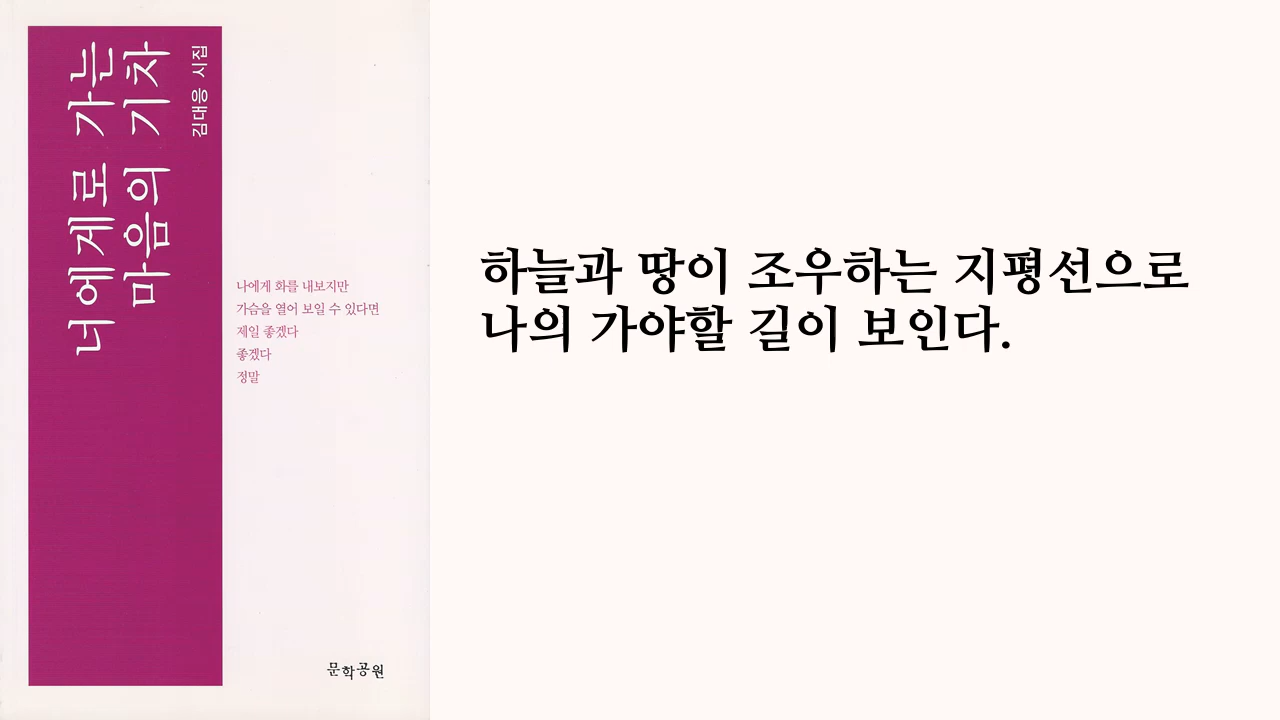 너에게로 가는
마음의 기차
김대응 시집
나에게 화를 내보지만
가슴을 열어 보일 수 있다면
제일 좋겠다
좋겠다
정말
문학공원
하늘과 땅이 조우하는 지평선으로
나의 가야할 길이 보인다.